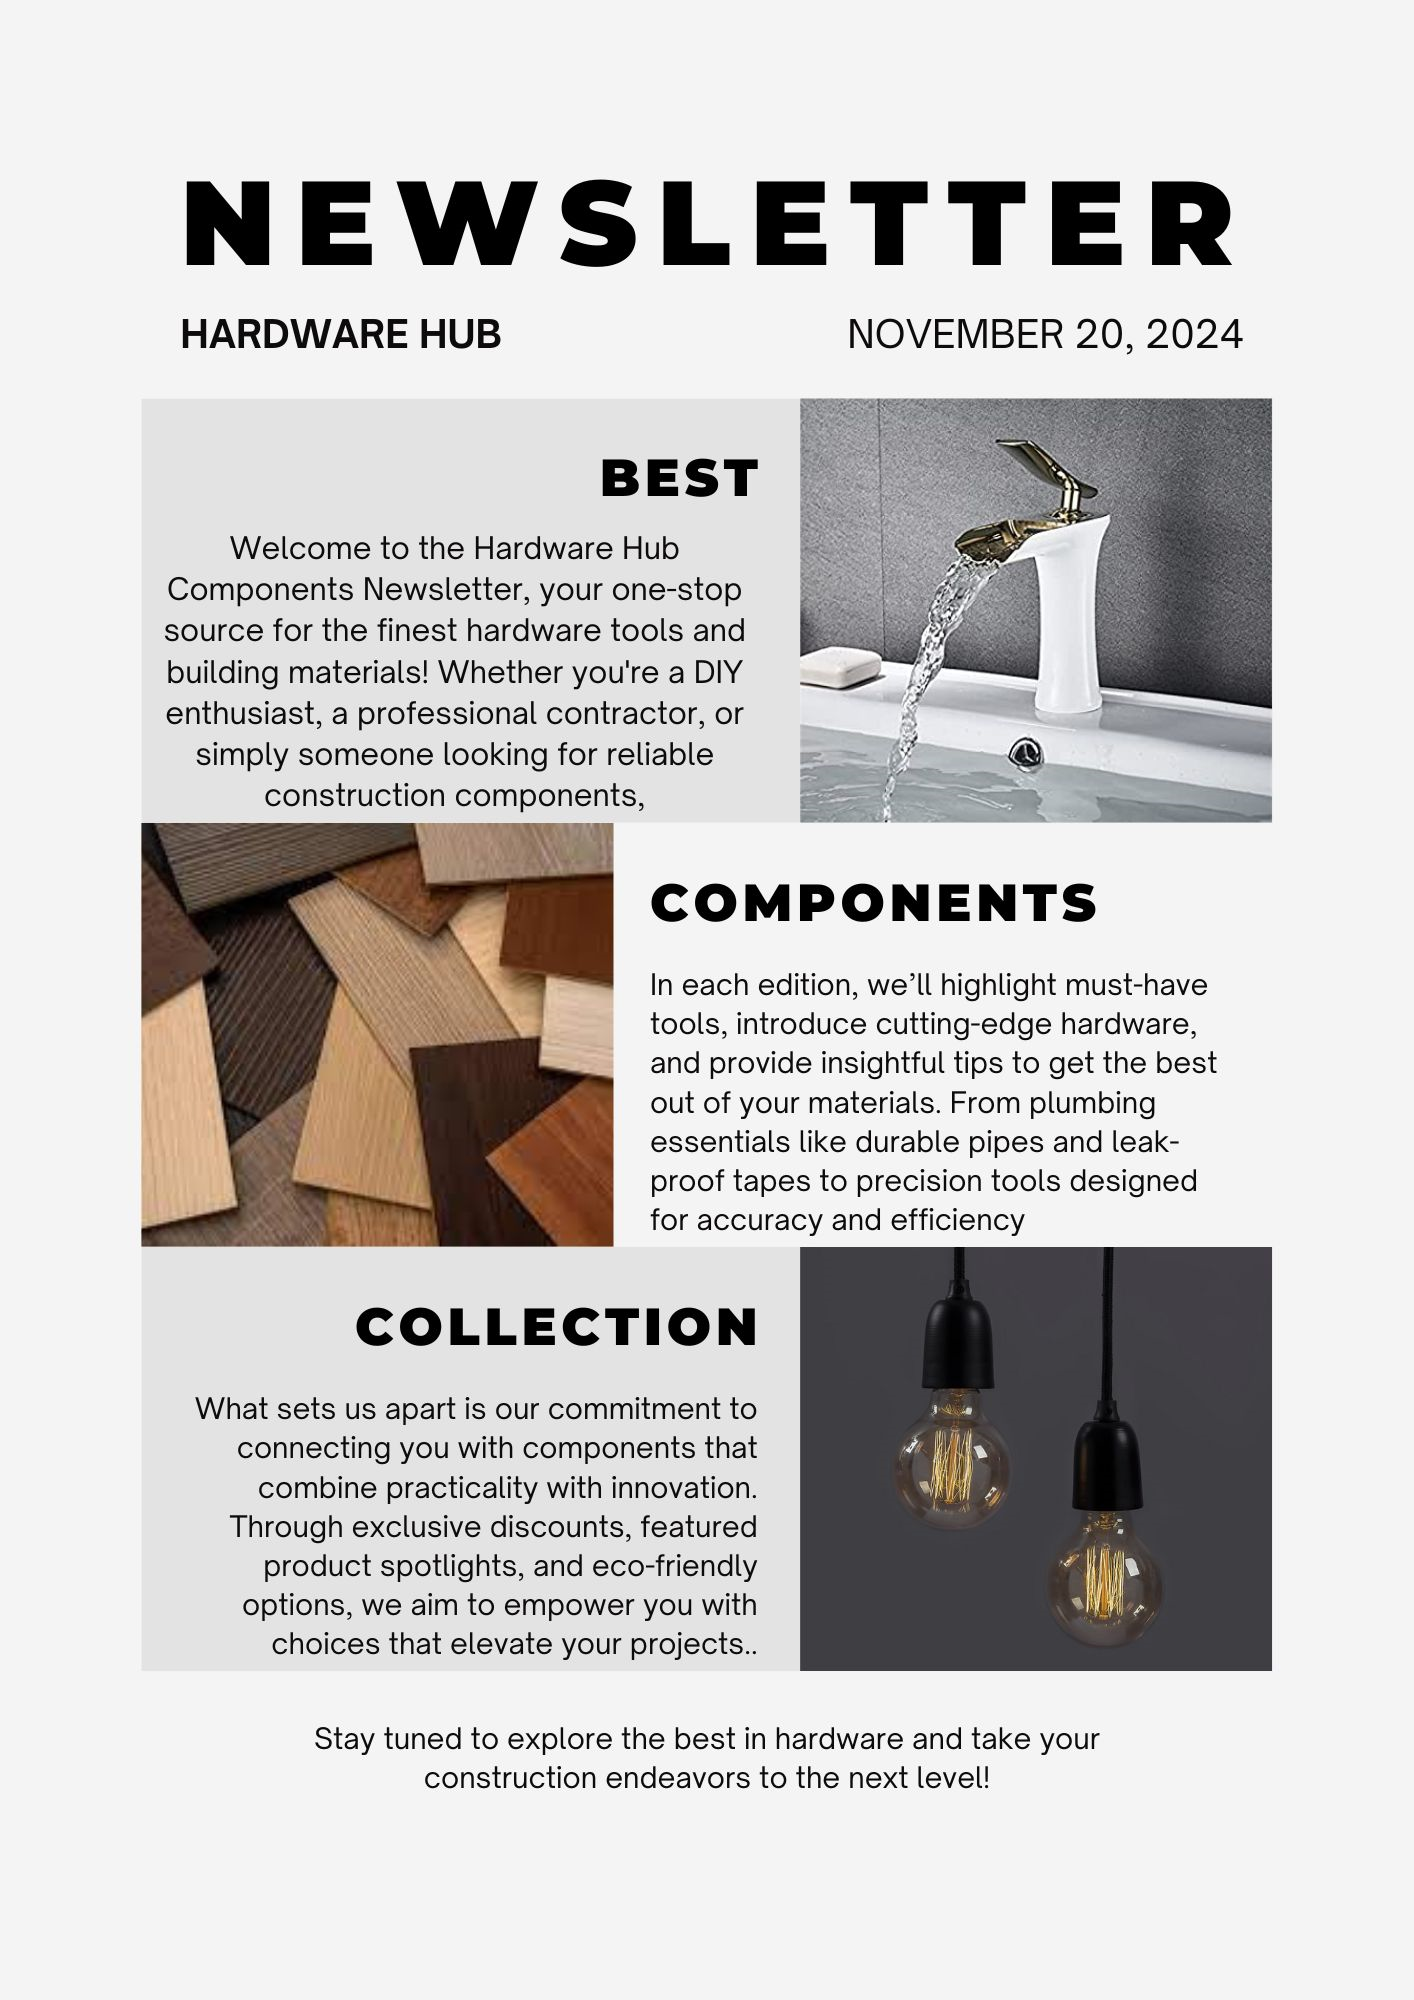 NEWSLETTER
HARDWARE HUB
NOVEMBER 20, 2024
BEST
Welcome to the Hardware Hub
Components Newsletter, your one-stop
source for the finest hardware tools and
building materials! Whether you're a DIY
enthusiast, a professional contractor, or
simply someone looking for reliable
construction components,
COMPONENTS
In each edition, we’ll highlight must-have
tools, introduce cutting-edge hardware,
and provide insightful tips to get the best
out of your materials. From plumbing
essentials like durable pipes and leak-
proof tapes to precision tools designed
for accuracy and efficiency
COLLECTION
What sets us apart is our commitment to
connecting you with components that
combine practicality with innovation.
Through exclusive discounts, featured
product spotlights, and eco-friendly
options, we aim to empower you with
choices that elevate your projects..
Stay tuned to explore the best in hardware and take your
construction endeavors to the next level!